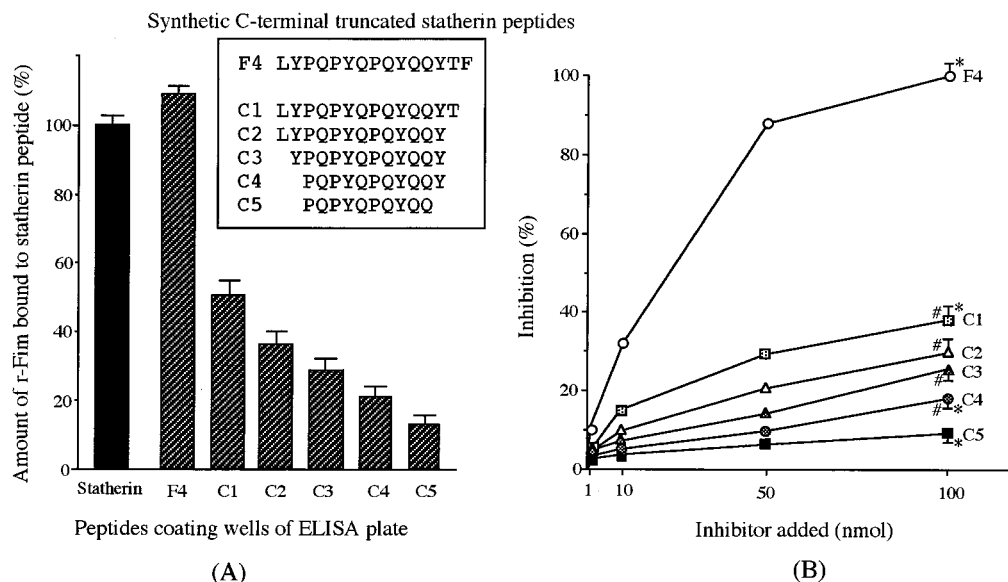 Synthetic C-terminal truncated statherin peptides
(A)
Amount of r-Fim bound to statherin peptide (%)
100
80
60
40
20
0
F4 LYPQPYQPQYQQYTF
C1 LYPQPYQPQYQQYT
C2 LYPQPYQPQYQQY
C3 YPQPYQPQYQQY
C4 PQPYQPQYQQY
C5 PQPYQPQYQQ
Statherin F4 C1 C2 C3 C4 C5
Peptides coating wells of ELISA plate
B)
Inhibition (%)
100
80
60
40
20
0
* F4
# * C1
# C2
# C3
# * C4
* C5
1 10 50 100
Inhibitor added (nmol)
(A)
(B)